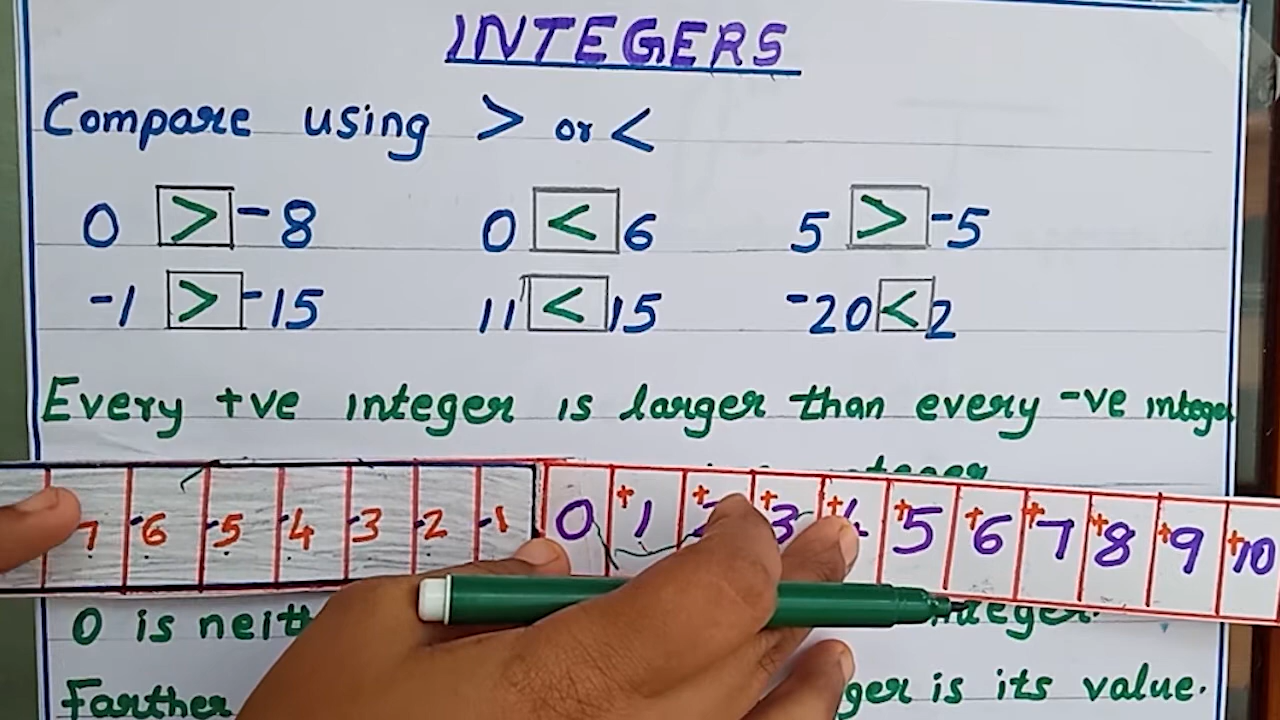 INTEGERS
Compare using > or <
0 > -8 0 < 6 5 > -5
-1 > -15 11 < 15 -20 < 2
Every +ve integer is larger than every -ve integer
7 -6 -5 -4 -3 -2 -1 0 +1 +3 +5 +6 +7 +8 +9 +10
0 is
Farther is its value.